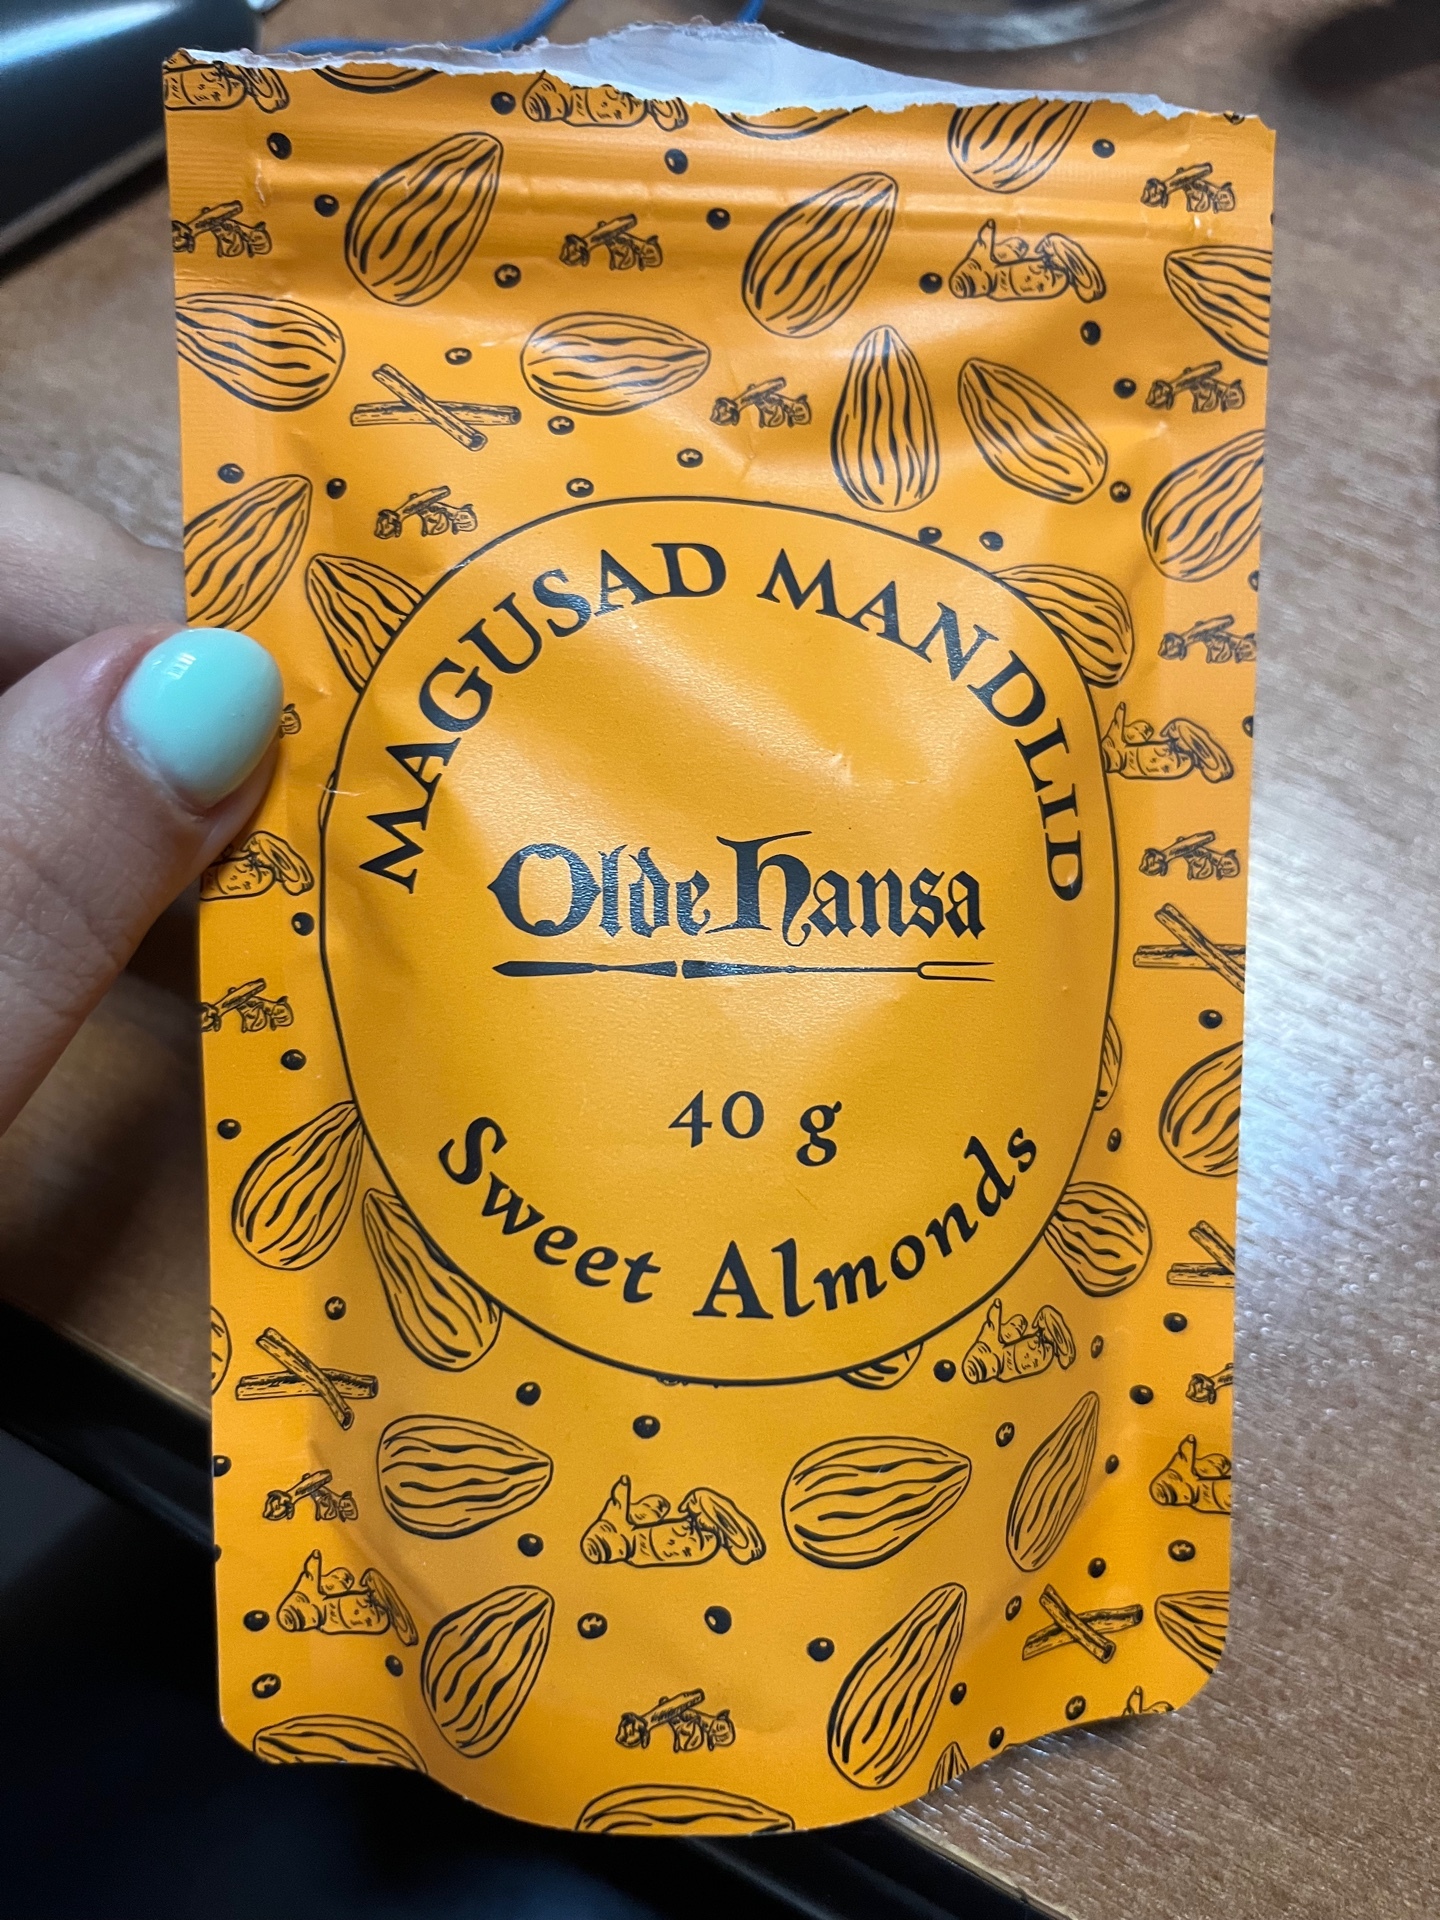 MAGUSAD MANDLID
Olde Hansa
40 g
Sweet Almonds